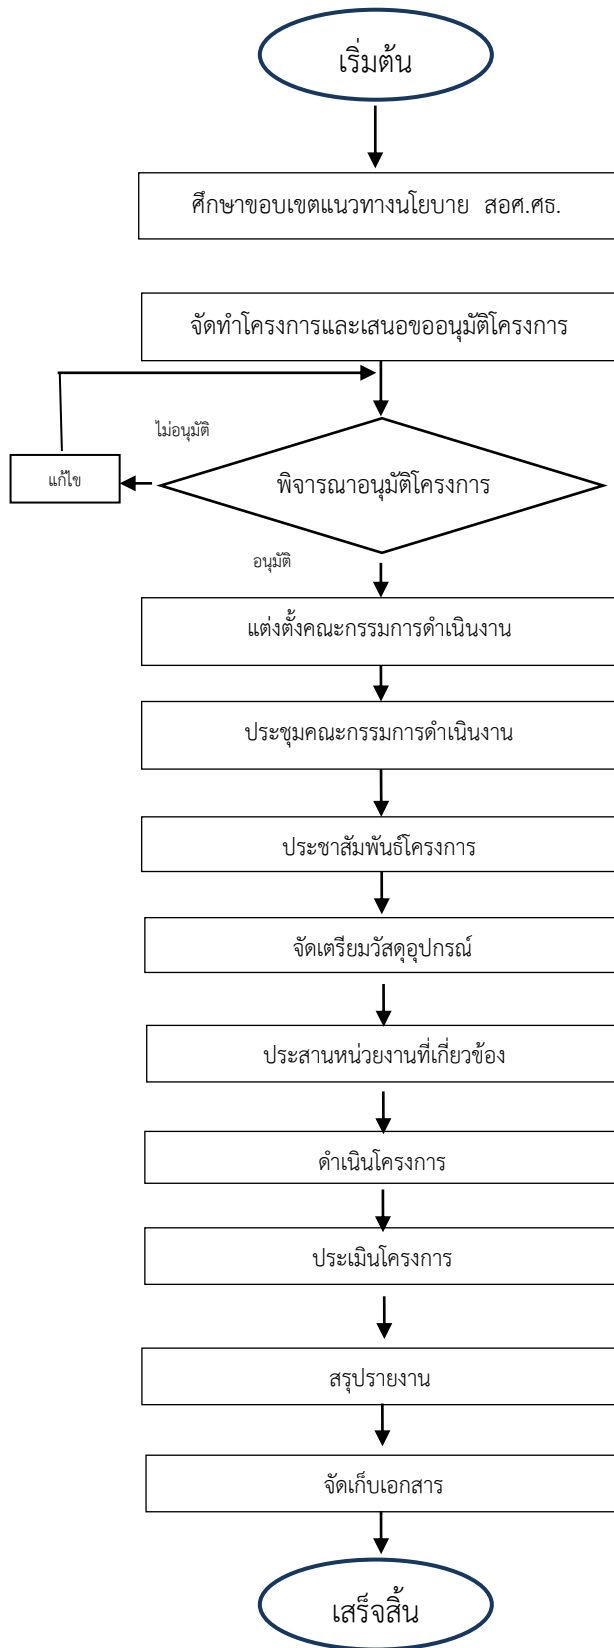 เริ่มต้น
ศึกษาขอบเขตแนวทางนโยบาย สอศ.ศธ.
จัดทำโครงการและเสนอขออนุมัติโครงการ
ไม่อนุมัติ
แก้ไข
พิจารณาอนุมัติโครงการ
อนุมัติ
แต่งตั้งคณะกรรมการดำเนินงาน
ประชุมคณะกรรมการดำเนินงาน
ประชาสัมพันธ์โครงการ
จัดเตรียมวัสดุอุปกรณ์
ประสานหน่วยงานที่เกี่ยวข้อง
ดำเนินโครงการ
ประเมินโครงการ
สรุปรายงาน
จัดเก็บเอกสาร
เสร็จสิ้น